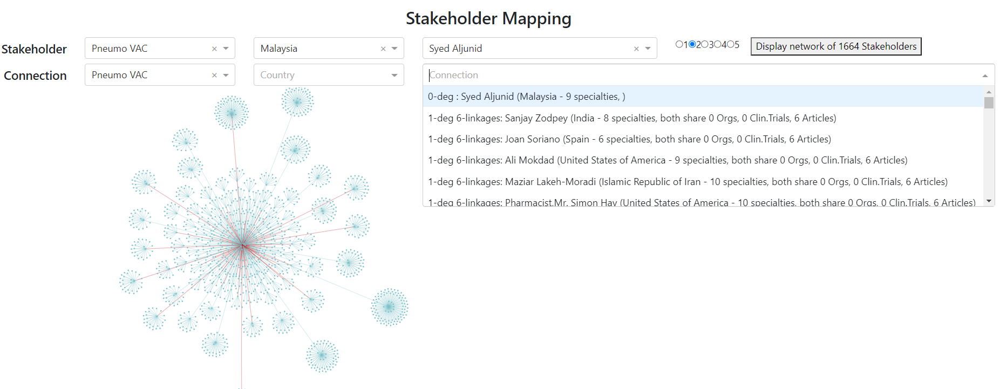 Stakeholder Mapping
Stakeholder Pneumo VAC × Malaysia × Syed Aljunid × 1 2 3 4 5 Display network of 1664 Stakeholders
Connection Pneumo VAC × Country Connection
0-deg : Syed Aljunid (Malaysia - 9 specialties, )
1-deg 6-linkages: Sanjay Zodpey (India - 8 specialties, both share 0 Orgs, 0 Clin.Trials, 6 Articles)
1-deg 6-linkages: Joan Soriano (Spain - 6 specialties, both share 0 Orgs, 0 Clin.Trials, 6 Articles)
1-deg 6-linkages: Ali Mokdad (United States of America - 9 specialties, both share 0 Orgs, 0 Clin.Trials, 6 Articles)
1-deg 6-linkages: Maziar Lakeh-Moradi (Islamic Republic of Iran - 10 specialties, both share 0 Orgs, 0 Clin.Trials, 6 Articles)
1-deg 6-linkages: Pharmacist.Mr. Simon Hay (United States of America - 10 specialties, both share 0 Orgs, 0 Clin.Trials, 6 Articles)